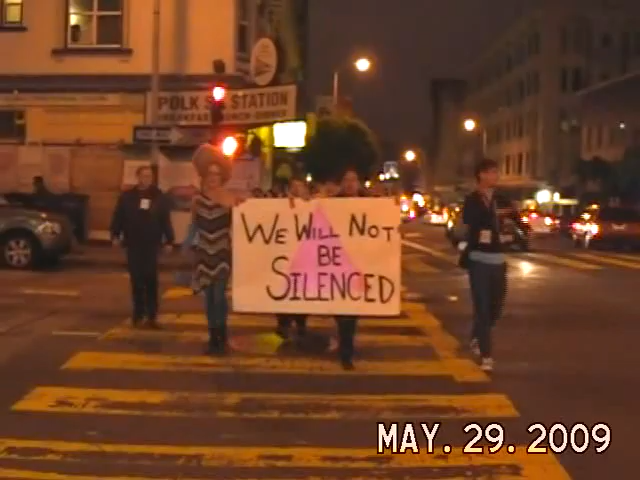 POLK ST STATION
We Will Not
Be
Silenced
MAY. 29. 2009